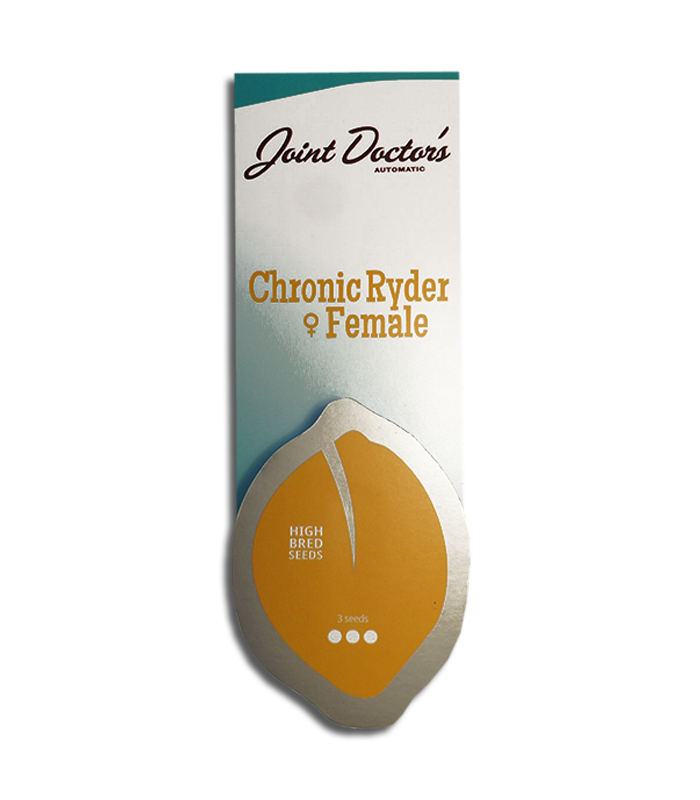 Joint Doctor's
AUTOMATIC
Chronic Ryder
♀ Female
HIGH
BRED
SEEDS
3 seeds